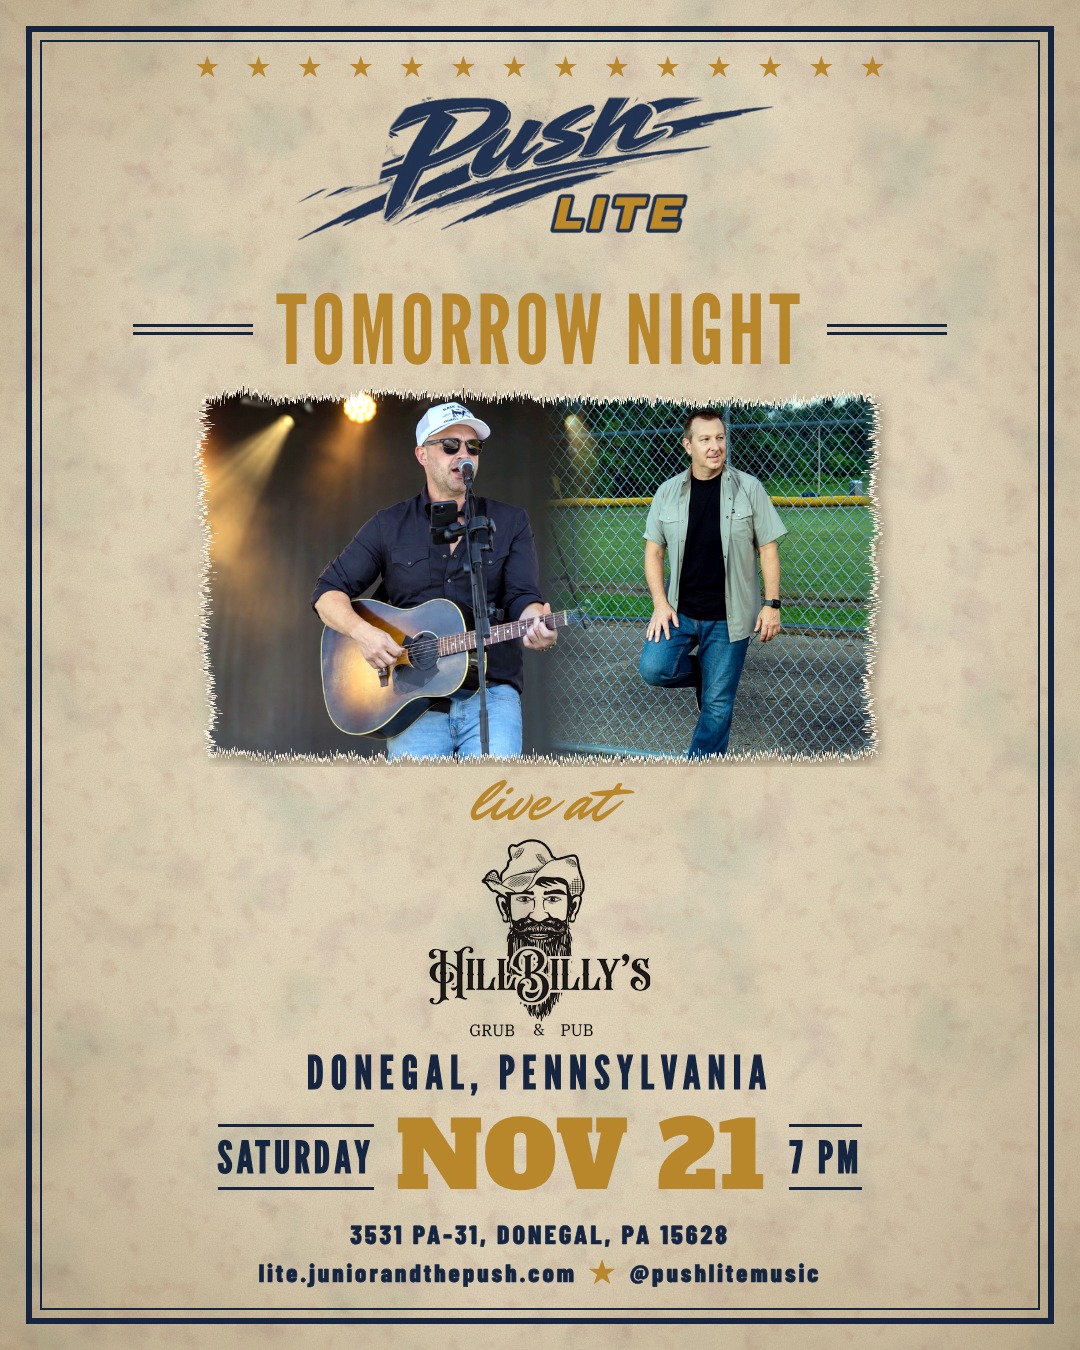 Push
LITE
TOMORROW NIGHT
live at
HILLBILLY'S
GRUB & PUB
DONEGAL, PENNSYLVANIA
SATURDAY NOV 21 7 PM
3531 PA-31, DONEGAL, PA 15628
lite.juniorandthepush.com ★ @pushlitemusic